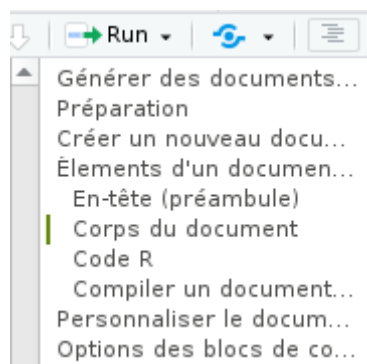 Run
Générer des documents...
Préparation
Créer un nouveau docu...
Élements d'un documen...
En-tête (préambule)
Corps du document
Code R
Compiler un document...
Personnaliser le docum...
Options des blocs de co...